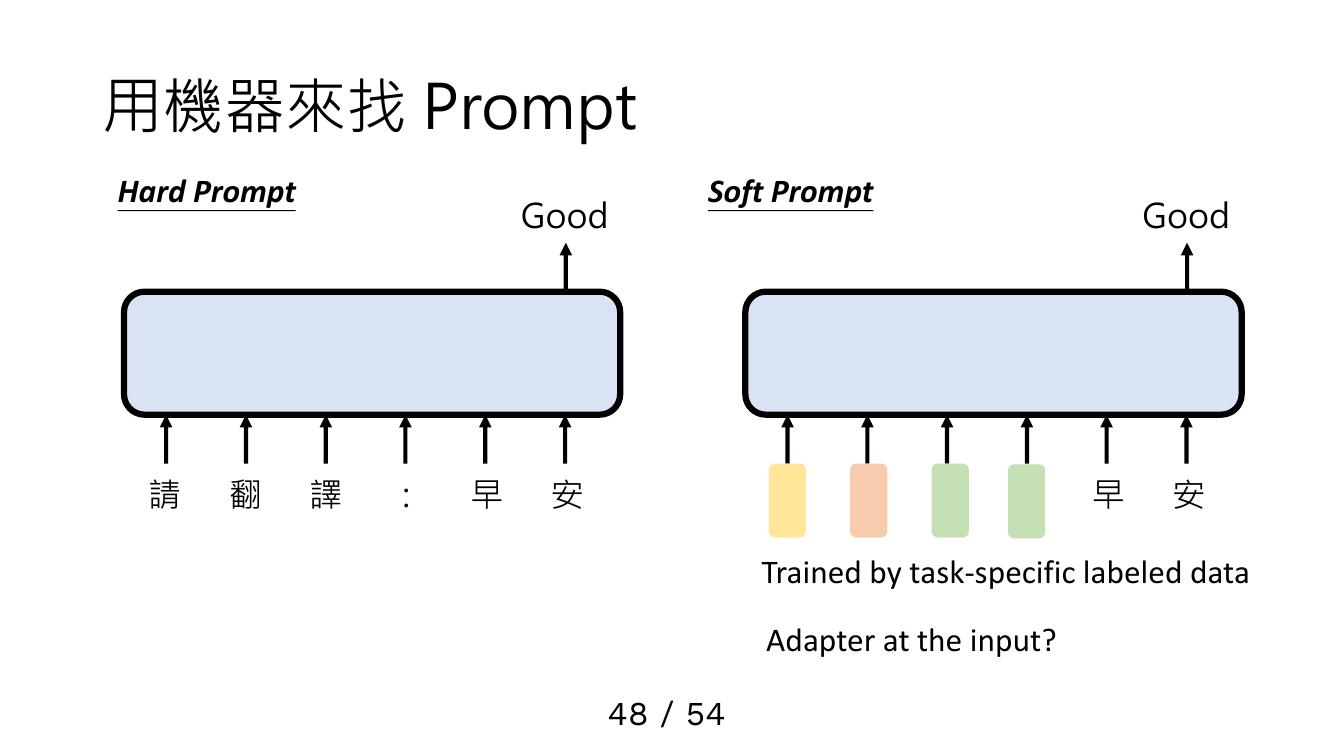 用機器來找 Prompt
Hard Prompt
Good
請 翻 譯 : 早 安
Soft Prompt
Good
早 安
Trained by task-specific labeled data
Adapter at the input?
48 / 54